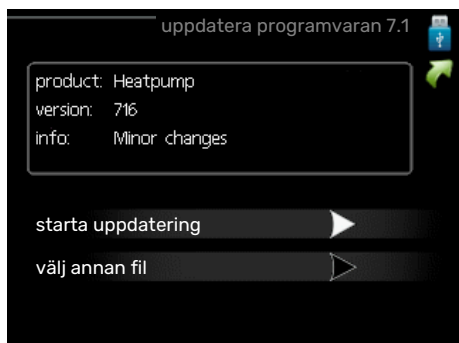 uppdatera programvaran 7.1
product: Heatpump
version: 716
info: Minor changes
starta uppdatering
välj annan fil